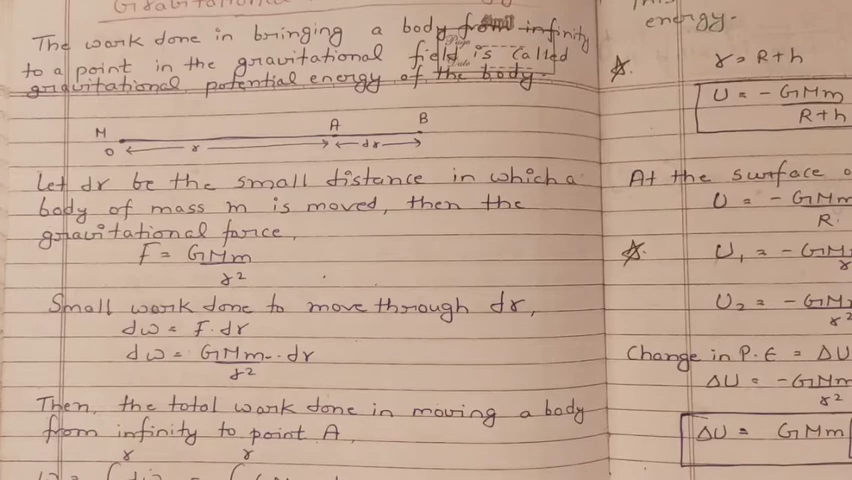 Gravitational
The work done in bringing a body from infinity
to a point in the gravitational field is called
gravitational potential energy of the body.
M A B
O r dr
Let dr be the small distance in which a
body of mass m is moved, then the
gravitational force,
F = GMm
r²
Small work done to move through dr,
dw = F. dr
dw = GMm . dr
r²
Then, the total work done in moving a body
from infinity to point A,
r r
energy.
r = R+h
U = - GMm
R+h
At the surface o
U = - GMm
R.
U₁ = - GM
r
U₂ = - GM
r²
Change in P.E = ΔU
ΔU = - GMm
r²
ΔU = GMm